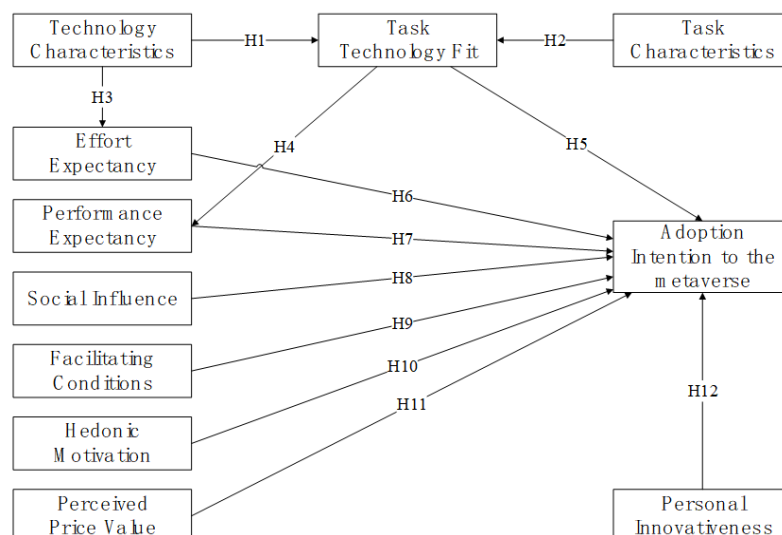 Technology
Characteristics
H1
Task
Technology Fit
H2
Task
Characteristics
H3
Effort
Expectancy
H4
H5
H6
Performance
Expectancy
H7
Adoption
Intention to the
metaverse
H8
Social Influence
H9
Facilitating
Conditions
H10
H11
H12
Hedonic
Motivation
Perceived
Price Value
Personal
Innovativeness